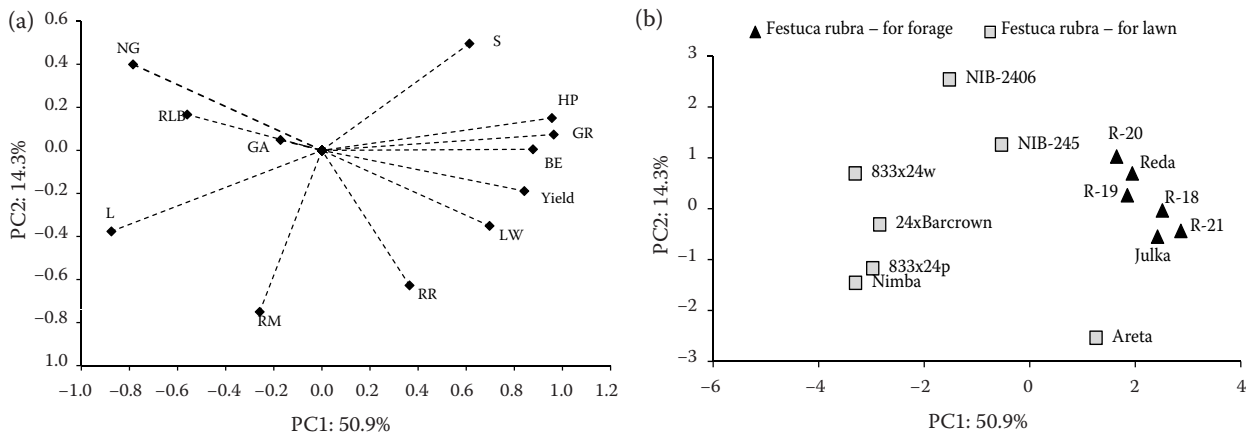 (a)
0.6
0.4
0.2
0.0
−0.2
−0.4
−0.6
−0.8
1.0
PC2: 14.3%
NG
S
RLB
GA
HP
GR
BE
Yield
L
LW
RR
RM
−1.0 −0.8 −0.6 −0.4 −0.2 0.0 0.2 0.4 0.6 0.8 1.0 1.2
PC1: 50.9%
(b)
Festuca rubra – for forage Festuca rubra – for lawn
3
2
1
0
−1
−2
−3
PC2: 14.3%
NIB-2406
NIB-245
R-20
833x24w
Reda
R-19
R-18
24xBarcrown
R-21
Julka
833x24p
Nimba
Areta
−6 −4 −2 0 2 4
PC1: 50.9%